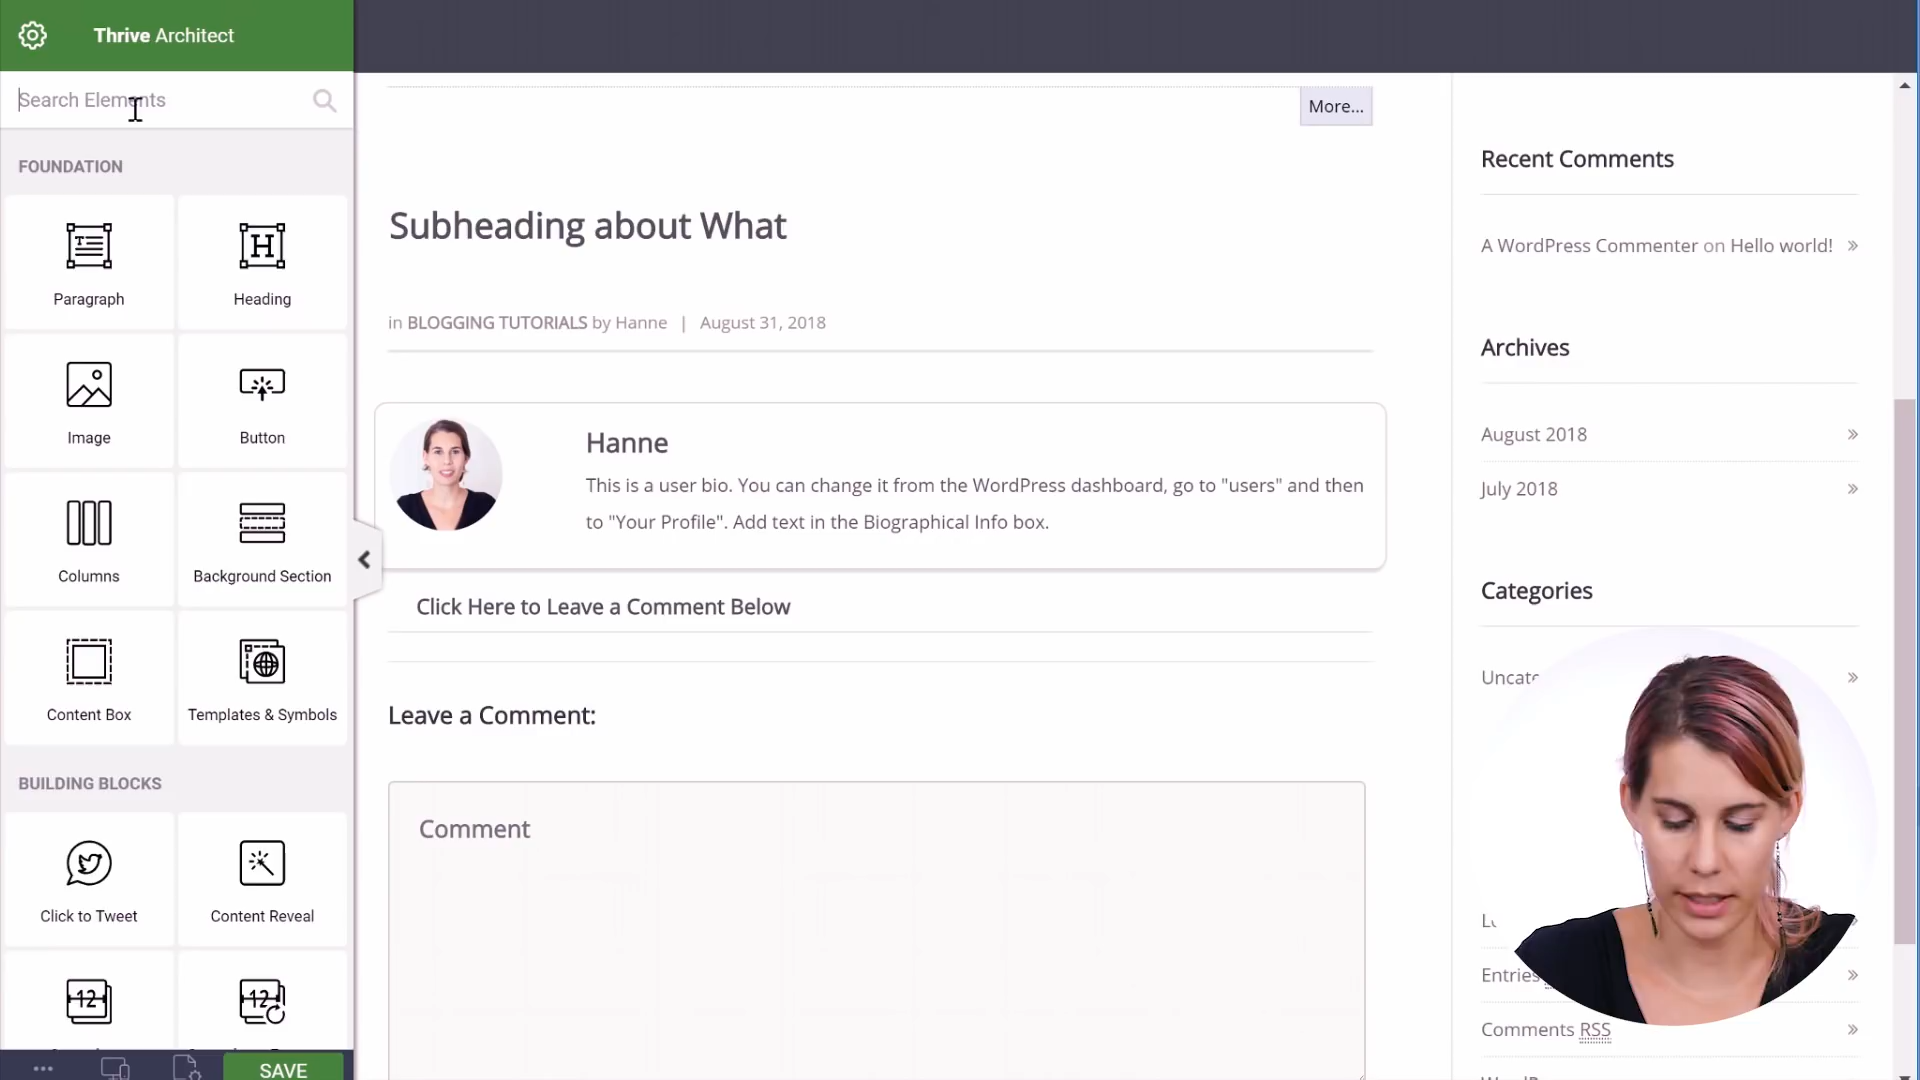 Thrive Architect
Search Elements
FOUNDATION
Paragraph
Heading
Image
Button
Columns
Background Section
Content Box
Templates & Symbols
BUILDING BLOCKS
Click to Tweet
Content Reveal
12
12
SAVE
More...
Subheading about What
in BLOGGING TUTORIALS by Hanne | August 31, 2018
Hanne
This is a user bio. You can change it from the WordPress dashboard, go to "users" and then
to "Your Profile". Add text in the Biographical Info box.
Click Here to Leave a Comment Below
Leave a Comment:
Comment
Recent Comments
A WordPress Commenter on Hello world!
Archives
August 2018
July 2018
Categories
Entries
Comments RSS